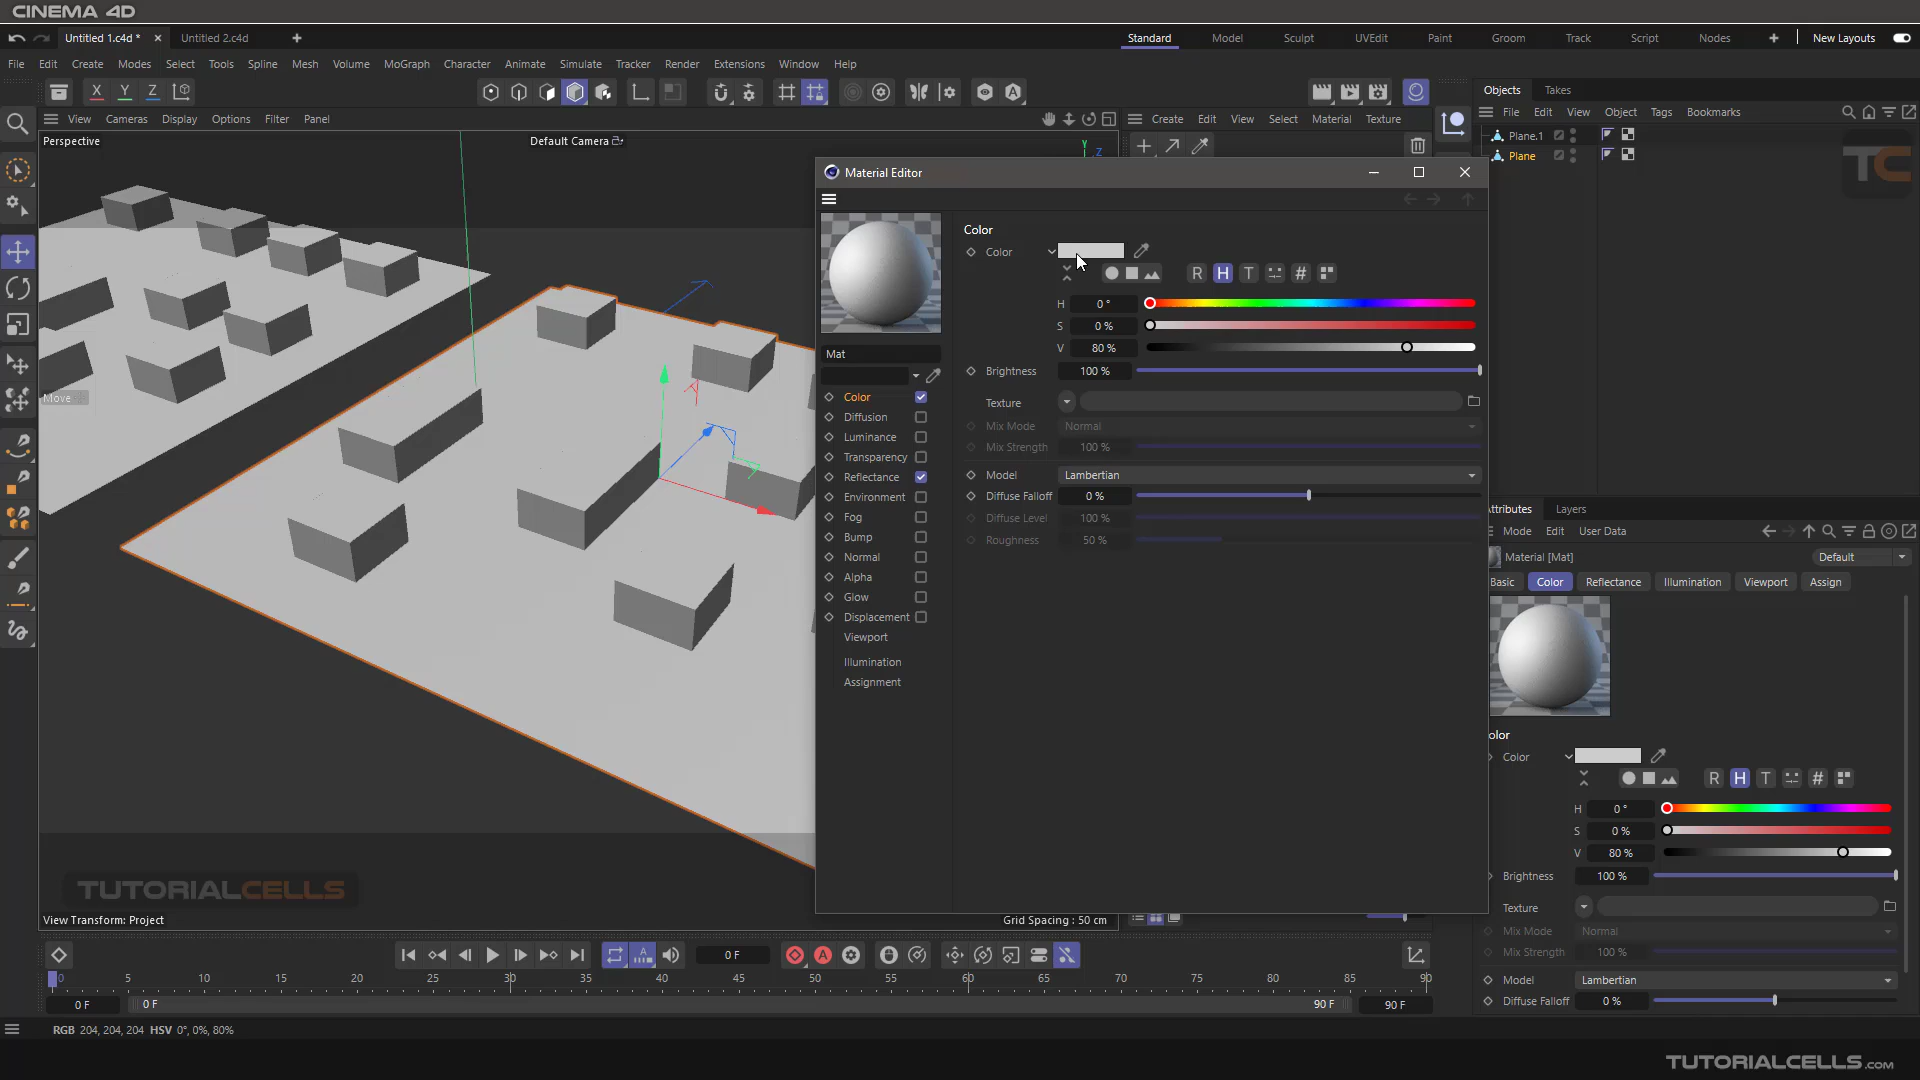 CINEMA 4D
Untitled 1.c4d * × Untitled 2.c4d +
Standard Model Sculpt UVEdit Paint Groom Track Script Nodes + New Layouts
File Edit Create Modes Select Tools Spline Mesh Volume MoGraph Character Animate Simulate Tracker Render Extensions Window Help
X Y Z
Objects Takes
File Edit View Object Tags Bookmarks
View Cameras Display Options Filter Panel
Create Edit View Select Material Texture
Plane.1
Plane
TC
Perspective
Default Camera
Y
Z
Material Editor
Color
Color
R H T #
H 0 °
S 0 %
V 80 %
Brightness 100 %
Texture
Mix Mode Normal
Mix Strength 100 %
Model Lambertian
Diffuse Falloff 0 %
Diffuse Level 100 %
Roughness 50 %
Mat
Color
Diffusion
Luminance
Transparency
Reflectance
Environment
Fog
Bump
Normal
Alpha
Glow
Displacement
Viewport
Illumination
Assignment
Move
TUTORIALCELLS
View Transform: Project
Grid Spacing : 50 cm
Attributes Layers
Mode Edit User Data
Material [Mat] Default
Basic Color Reflectance Illumination Viewport Assign
olor
Color
R H T #
H 0 °
S 0 %
V 80 %
Brightness 100 %
Texture
Mix Mode Normal
Mix Strength 100 %
Model Lambertian
Diffuse Falloff 0 %
0 F
0 5 10 15 20 25 30 35 40 45 50 55 60 65 70 75 80 85 90
0 F 0 F 90 F 90 F
RGB 204, 204, 204 HSV 0°, 0%, 80%
TUTORIALCELLS.COM